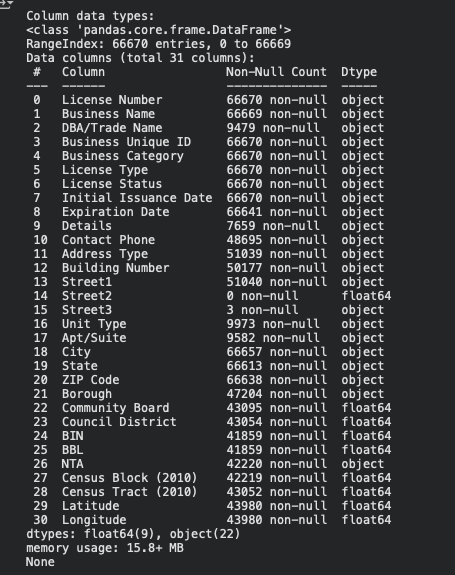 Column data types:
<class 'pandas.core.frame.DataFrame'>
RangeIndex: 66670 entries, 0 to 66669
Data columns (total 31 columns):
 #   Column                 Non-Null Count  Dtype
---  ------                 --------------  -----
 0   License Number         66670 non-null  object
 1   Business Name          66669 non-null  object
 2   DBA/Trade Name         9479 non-null   object
 3   Business Unique ID     66670 non-null  object
 4   Business Category      66670 non-null  object
 5   License Type           66670 non-null  object
 6   License Status         66670 non-null  object
 7   Initial Issuance Date  66670 non-null  object
 8   Expiration Date        66641 non-null  object
 9   Details                7659 non-null   object
 10  Contact Phone          48695 non-null  object
 11  Address Type           51039 non-null  object
 12  Building Number        50177 non-null  object
 13  Street1                51040 non-null  object
 14  Street2                0 non-null      float64
 15  Street3                3 non-null      object
 16  Unit Type              9973 non-null   object
 17  Apt/Suite              9582 non-null   object
 18  City                   66657 non-null  object
 19  State                  66613 non-null  object
 20  ZIP Code               66638 non-null  object
 21  Borough                47204 non-null  object
 22  Community Board        43095 non-null  float64
 23  Council District       43054 non-null  float64
 24  BIN                    41859 non-null  float64
 25  BBL                    41859 non-null  float64
 26  NTA                    42220 non-null  object
 27  Census Block (2010)    42219 non-null  float64
 28  Census Tract (2010)    43052 non-null  float64
 29  Latitude               43980 non-null  float64
 30  Longitude              43980 non-null  float64
dtypes: float64(9), object(22)
memory usage: 15.8+ MB
None